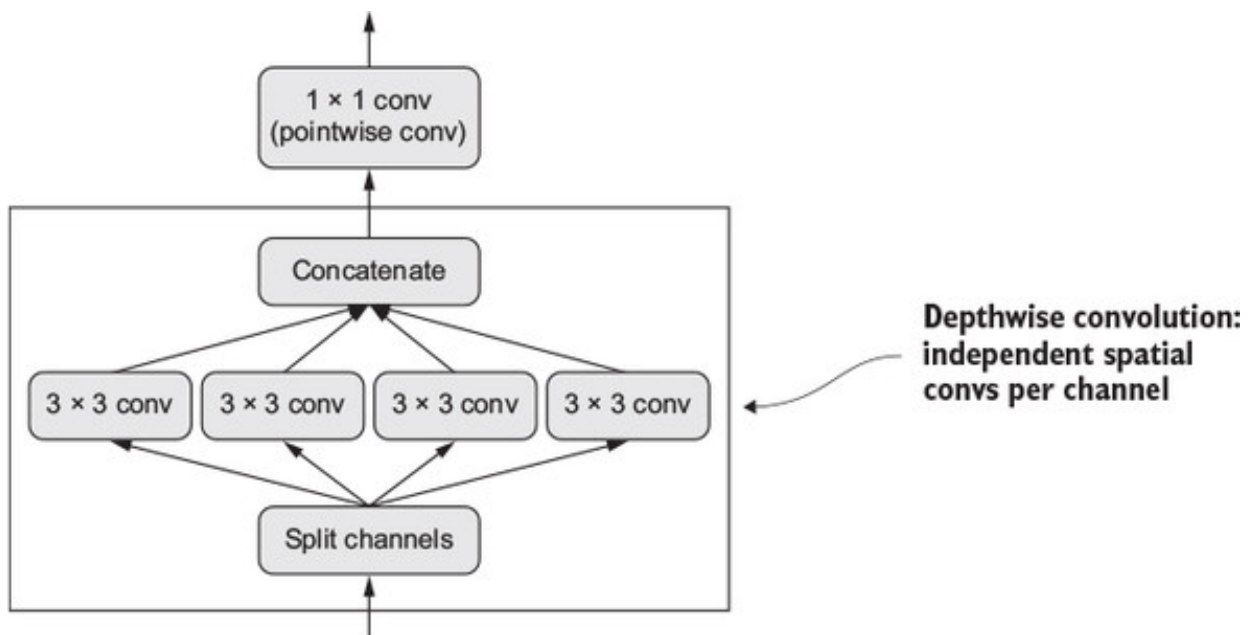 1 × 1 conv
(pointwise conv)
Concatenate
3 × 3 conv
3 × 3 conv
3 × 3 conv
3 × 3 conv
Split channels
Depthwise convolution:
independent spatial
convs per channel